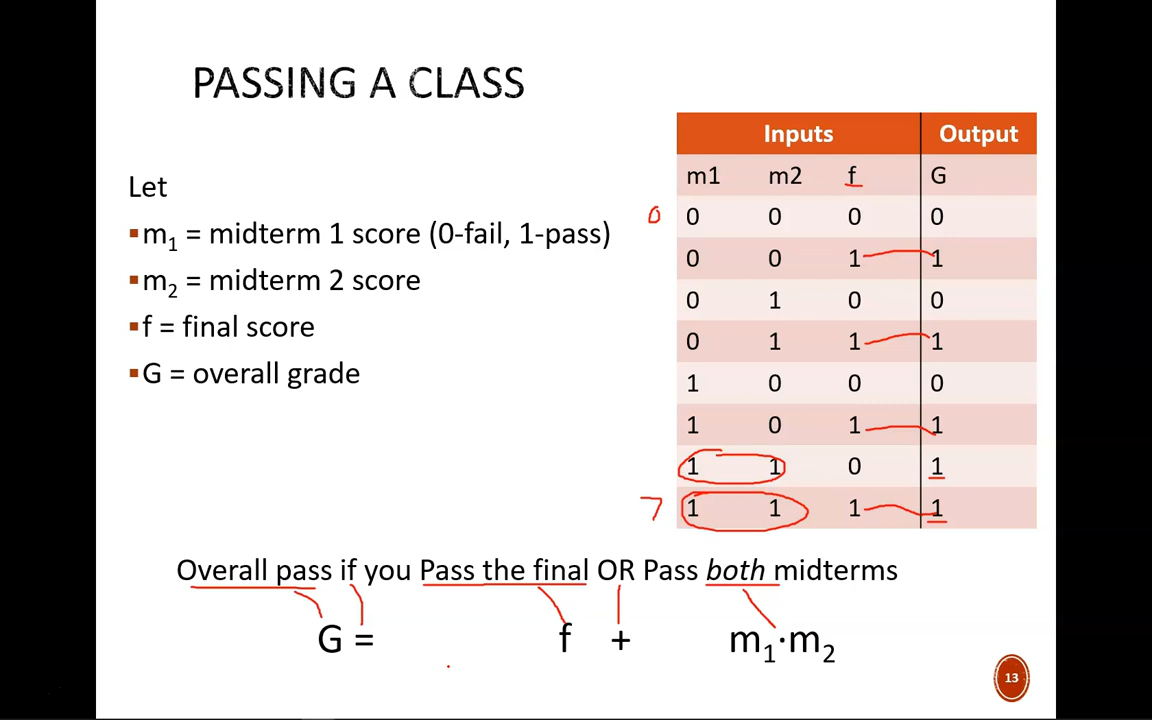 PASSING A CLASS
Let
▪m₁ = midterm 1 score (0-fail, 1-pass)
▪m₂ = midterm 2 score
▪f = final score
▪G = overall grade
Inputs Output
m1 m2 f G
0 0 0 0 0
0 0 1 1
0 1 0 0
0 1 1 1
1 0 0 0
1 0 1 1
1 1 0 1
7 1 1 1 1
Overall pass if you Pass the final OR Pass both midterms
G = f + m₁·m₂
13